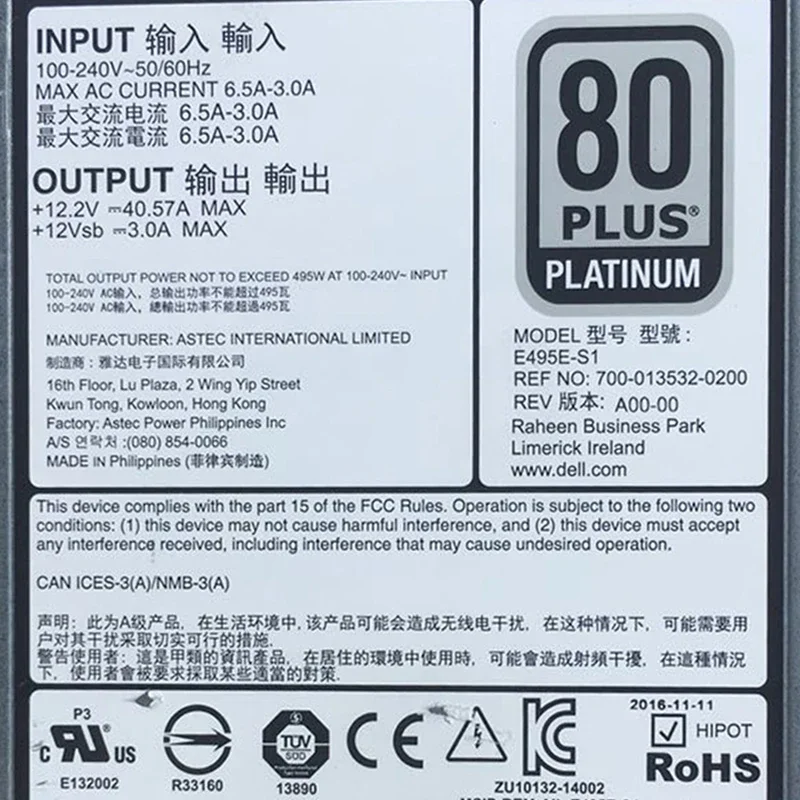 INPUT 输入 輸入
100-240V~50/60Hz
MAX AC CURRENT 6.5A-3.0A
最大交流电流 6.5A-3.0A
最大交流電流 6.5A-3.0A
OUTPUT 输出 輸出
+12.2V ⎓40.57A MAX
+12Vsb ⎓3.0A MAX
TOTAL OUTPUT POWER NOT TO EXCEED 495W AT 100-240V~ INPUT
100-240V AC输入，总输出功率不能超过495瓦
100-240V AC輸入，總輸出功率不能超過495瓦
MANUFACTURER: ASTEC INTERNATIONAL LIMITED
制造商：雅达电子国际有限公司
16th Floor, Lu Plaza, 2 Wing Yip Street
Kwun Tong, Kowloon, Hong Kong
Factory: Astec Power Philippines Inc
A/S 연락처 :(080) 854-0066
MADE IN Philippines (菲律宾制造)
80
PLUS®
PLATINUM
MODEL 型号 型號：
E495E-S1
REF NO: 700-013532-0200
REV 版本: A00-00
Raheen Business Park
Limerick Ireland
www.dell.com
This device complies with the part 15 of the FCC Rules. Operation is subject to the following two
conditions: (1) this device may not cause harmful interference, and (2) this device must accept
any interference received, including interference that may cause undesired operation.
CAN ICES-3(A)/NMB-3(A)
声明：此为A级产品，在生活环境中,该产品可能会造成无线电干扰，在这种情况下，可能需要用
户对其干扰采取切实可行的措施.
警告使用者：這是甲類的資訊產品，在居住的環境中使用時，可能會造成射頻干擾，在這種情況
下，使用者會被要求採取某些適當的對策.
P3
c RU US
E132002
R33160
TÜV
SÜD
13890
CE
KC
ZU10132-14002
2016-11-11
☑ HIPOT
RoHS